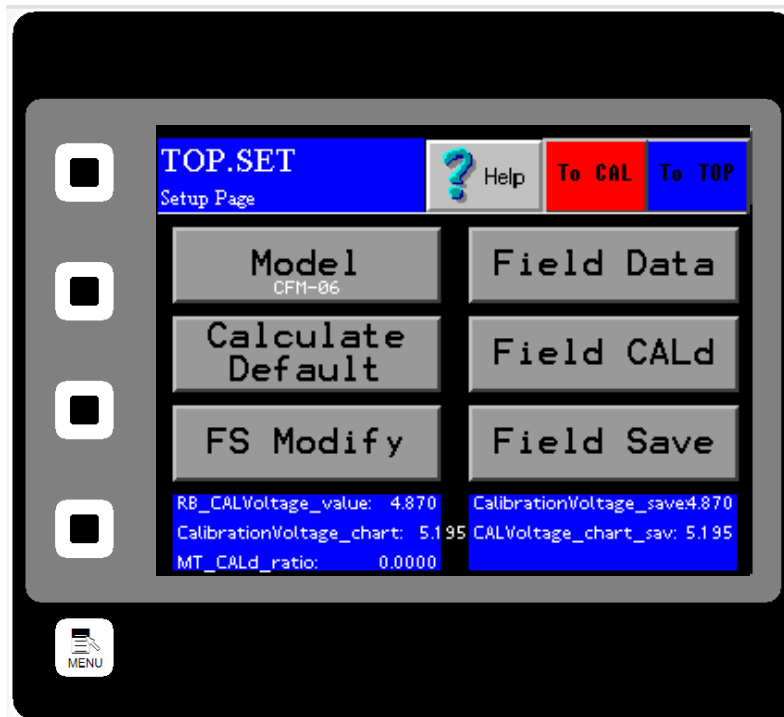 TOP.SET
Setup Page
Help
To CAL
To TOP
Model
CFM-06
Field Data
Calculate
Default
Field CALd
FS Modify
Field Save
RB_CALVoltage_value: 4.870
CalibrationVoltage_save:4.870
CalibrationVoltage_chart: 5.195
CALVoltage_chart_sav: 5.195
MT_CALd_ratio: 0.0000
MENU